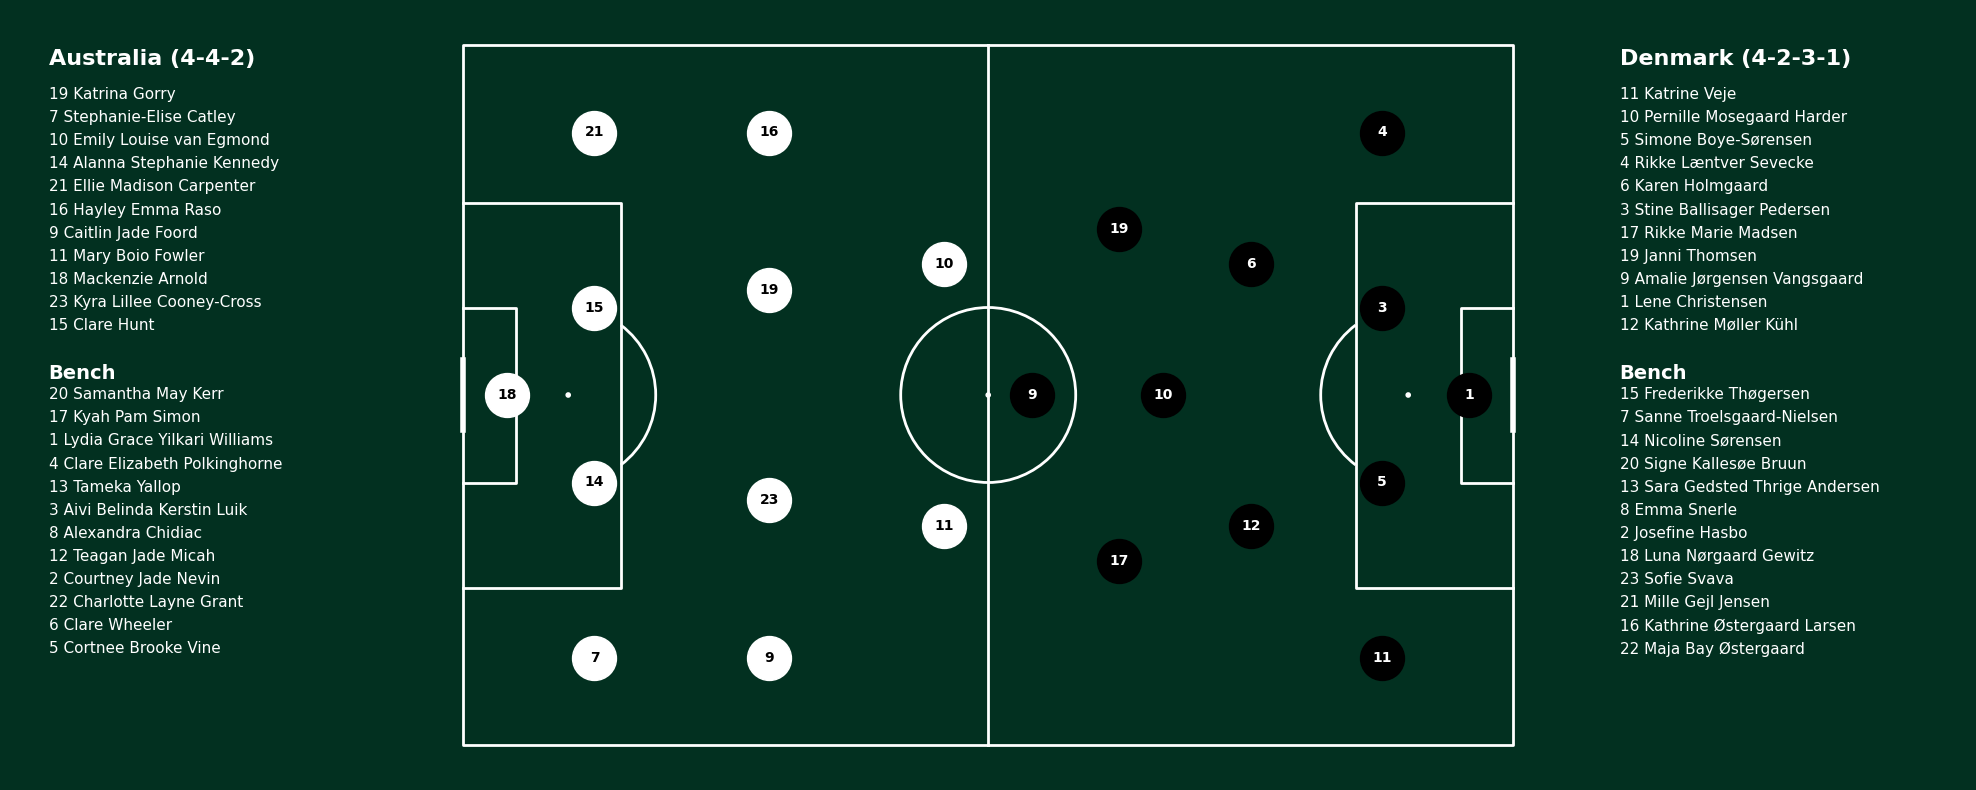 Australia (4-4-2)
19 Katrina Gorry
7 Stephanie-Elise Catley
10 Emily Louise van Egmond
14 Alanna Stephanie Kennedy
21 Ellie Madison Carpenter
16 Hayley Emma Raso
9 Caitlin Jade Foord
11 Mary Boio Fowler
18 Mackenzie Arnold
23 Kyra Lillee Cooney-Cross
15 Clare Hunt
Bench
20 Samantha May Kerr
17 Kyah Pam Simon
1 Lydia Grace Yilkari Williams
4 Clare Elizabeth Polkinghorne
13 Tameka Yallop
3 Aivi Belinda Kerstin Luik
8 Alexandra Chidiac
12 Teagan Jade Micah
2 Courtney Jade Nevin
22 Charlotte Layne Grant
6 Clare Wheeler
5 Cortnee Brooke Vine
21 16 4
19
10 6
19
15 3
18 9 10 1
14 5
23
11 12
17
7 9 11
Denmark (4-2-3-1)
11 Katrine Veje
10 Pernille Mosegaard Harder
5 Simone Boye-Sørensen
4 Rikke Læntver Sevecke
6 Karen Holmgaard
3 Stine Ballisager Pedersen
17 Rikke Marie Madsen
19 Janni Thomsen
9 Amalie Jørgensen Vangsgaard
1 Lene Christensen
12 Kathrine Møller Kühl
Bench
15 Frederikke Thøgersen
7 Sanne Troelsgaard-Nielsen
14 Nicoline Sørensen
20 Signe Kallesøe Bruun
13 Sara Gedsted Thrige Andersen
8 Emma Snerle
2 Josefine Hasbo
18 Luna Nørgaard Gewitz
23 Sofie Svava
21 Mille Gejl Jensen
16 Kathrine Østergaard Larsen
22 Maja Bay Østergaard